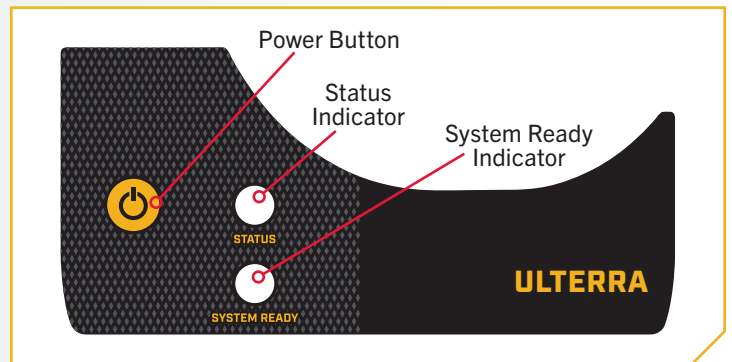 Power Button
Status
Indicator
System Ready
Indicator
STATUS
SYSTEM READY
ULTERRA